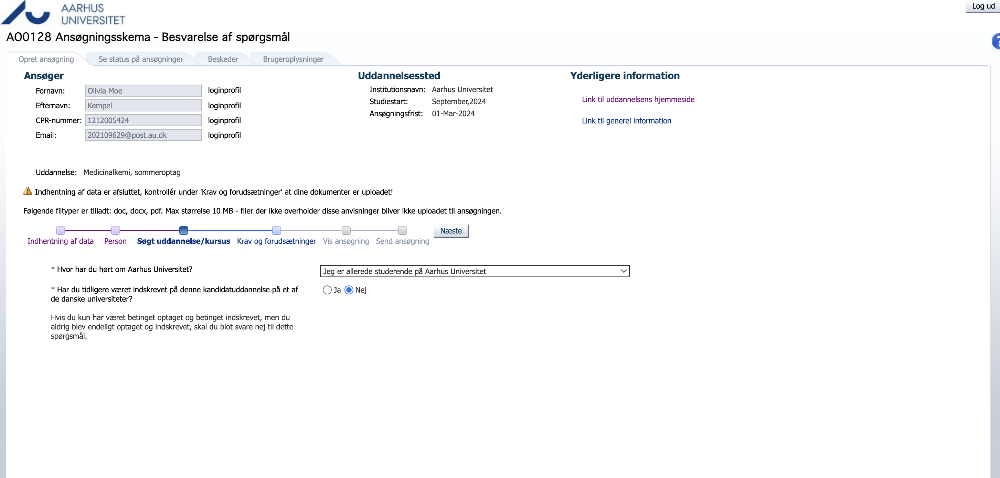 AARHUS
UNIVERSITET
Log ud
AO0128 Ansøgningsskema - Besvarelse af spørgsmål
Opret ansøgning
Se status på ansøgninger
Beskeder
Brugeroplysninger
Ansøger
Fornavn: Olivia Moe loginprofil
Efternavn: Kempel loginprofil
CPR-nummer: 1212005424 loginprofil
Email: 202109629@post.au.dk loginprofil
Uddannelsessted
Institutionsnavn: Aarhus Universitet
Studiestart: September,2024
Ansøgningsfrist: 01-Mar-2024
Yderligere information
Link til uddannelsens hjemmeside
Link til generel information
Uddannelse: Medicinalkemi, sommeroptag
Indhentning af data er afsluttet, kontrollér under 'Krav og forudsætninger' at dine dokumenter er uploadet!
Følgende filtyper er tilladt: doc, docx, pdf. Max størrelse 10 MB - filer der ikke overholder disse anvisninger bliver ikke uploadet til ansøgningen.
Indhentning af data
Person
Søgt uddannelse/kursus
Krav og forudsætninger
Vis ansøgning
Send ansøgning
Næste
* Hvor har du hørt om Aarhus Universitet?
Jeg er allerede studerende på Aarhus Universitet
* Har du tidligere været indskrevet på denne kandidatuddannelse på et af
de danske universiteter?
Ja Nej
Hvis du kun har været betinget optaget og betinget indskrevet, men du
aldrig blev endeligt optaget og indskrevet, skal du blot svare nej til dette
spørgsmål.